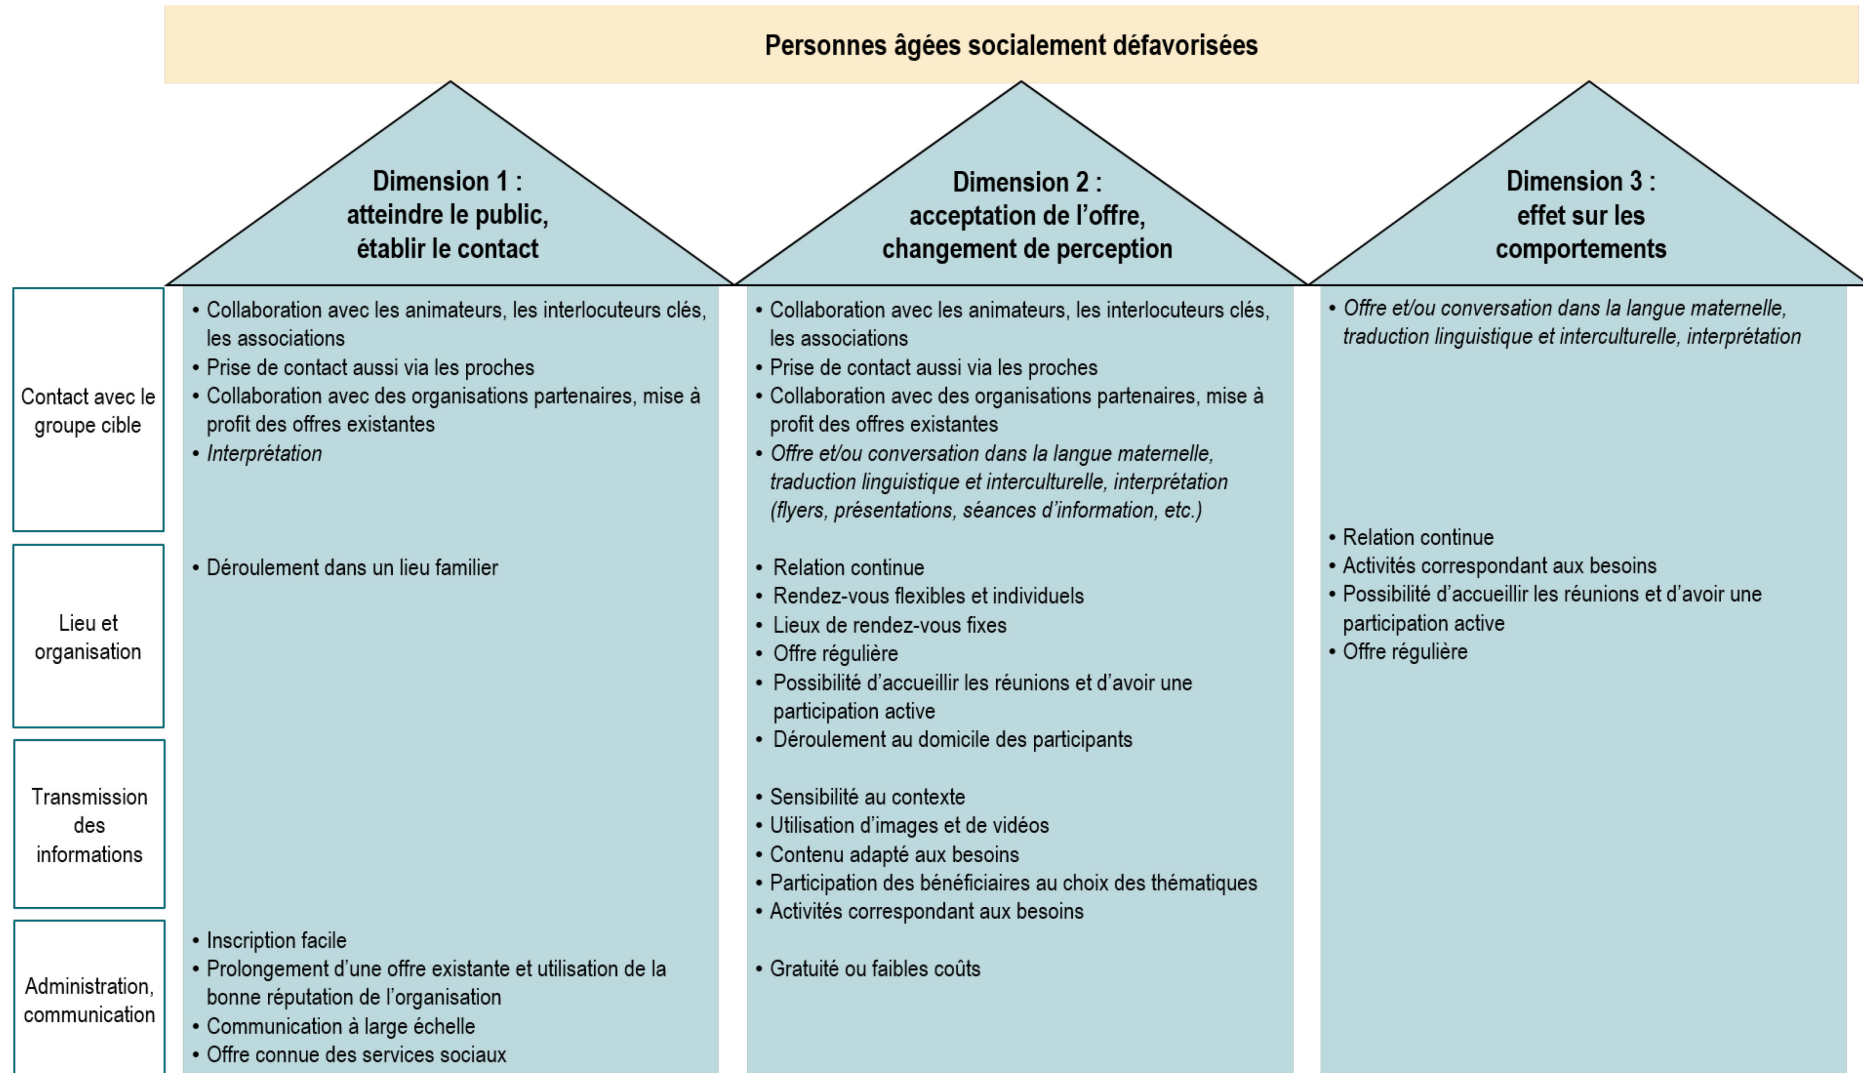 Personnes âgées socialement défavorisées
Dimension 1 :
atteindre le public,
établir le contact
Dimension 2 :
acceptation de l’offre,
changement de perception
Dimension 3 :
effet sur les
comportements
Contact avec le
groupe cible
• Collaboration avec les animateurs, les interlocuteurs clés,
les associations
• Prise de contact aussi via les proches
• Collaboration avec des organisations partenaires, mise à
profit des offres existantes
• Interprétation
• Collaboration avec les animateurs, les interlocuteurs clés,
les associations
• Prise de contact aussi via les proches
• Collaboration avec des organisations partenaires, mise à
profit des offres existantes
• Offre et/ou conversation dans la langue maternelle,
traduction linguistique et interculturelle, interprétation
(flyers, présentations, séances d’information, etc.)
• Offre et/ou conversation dans la langue maternelle,
traduction linguistique et interculturelle, interprétation
Lieu et
organisation
• Déroulement dans un lieu familier
• Relation continue
• Rendez-vous flexibles et individuels
• Lieux de rendez-vous fixes
• Offre régulière
• Possibilité d’accueillir les réunions et d’avoir une
participation active
• Déroulement au domicile des participants
• Relation continue
• Activités correspondant aux besoins
• Possibilité d’accueillir les réunions et d’avoir une
participation active
• Offre régulière
Transmission
des
informations
• Sensibilité au contexte
• Utilisation d’images et de vidéos
• Contenu adapté aux besoins
• Participation des bénéficiaires au choix des thématiques
• Activités correspondant aux besoins
Administration,
communication
• Inscription facile
• Prolongement d’une offre existante et utilisation de la
bonne réputation de l’organisation
• Communication à large échelle
• Offre connue des services sociaux
• Gratuité ou faibles coûts